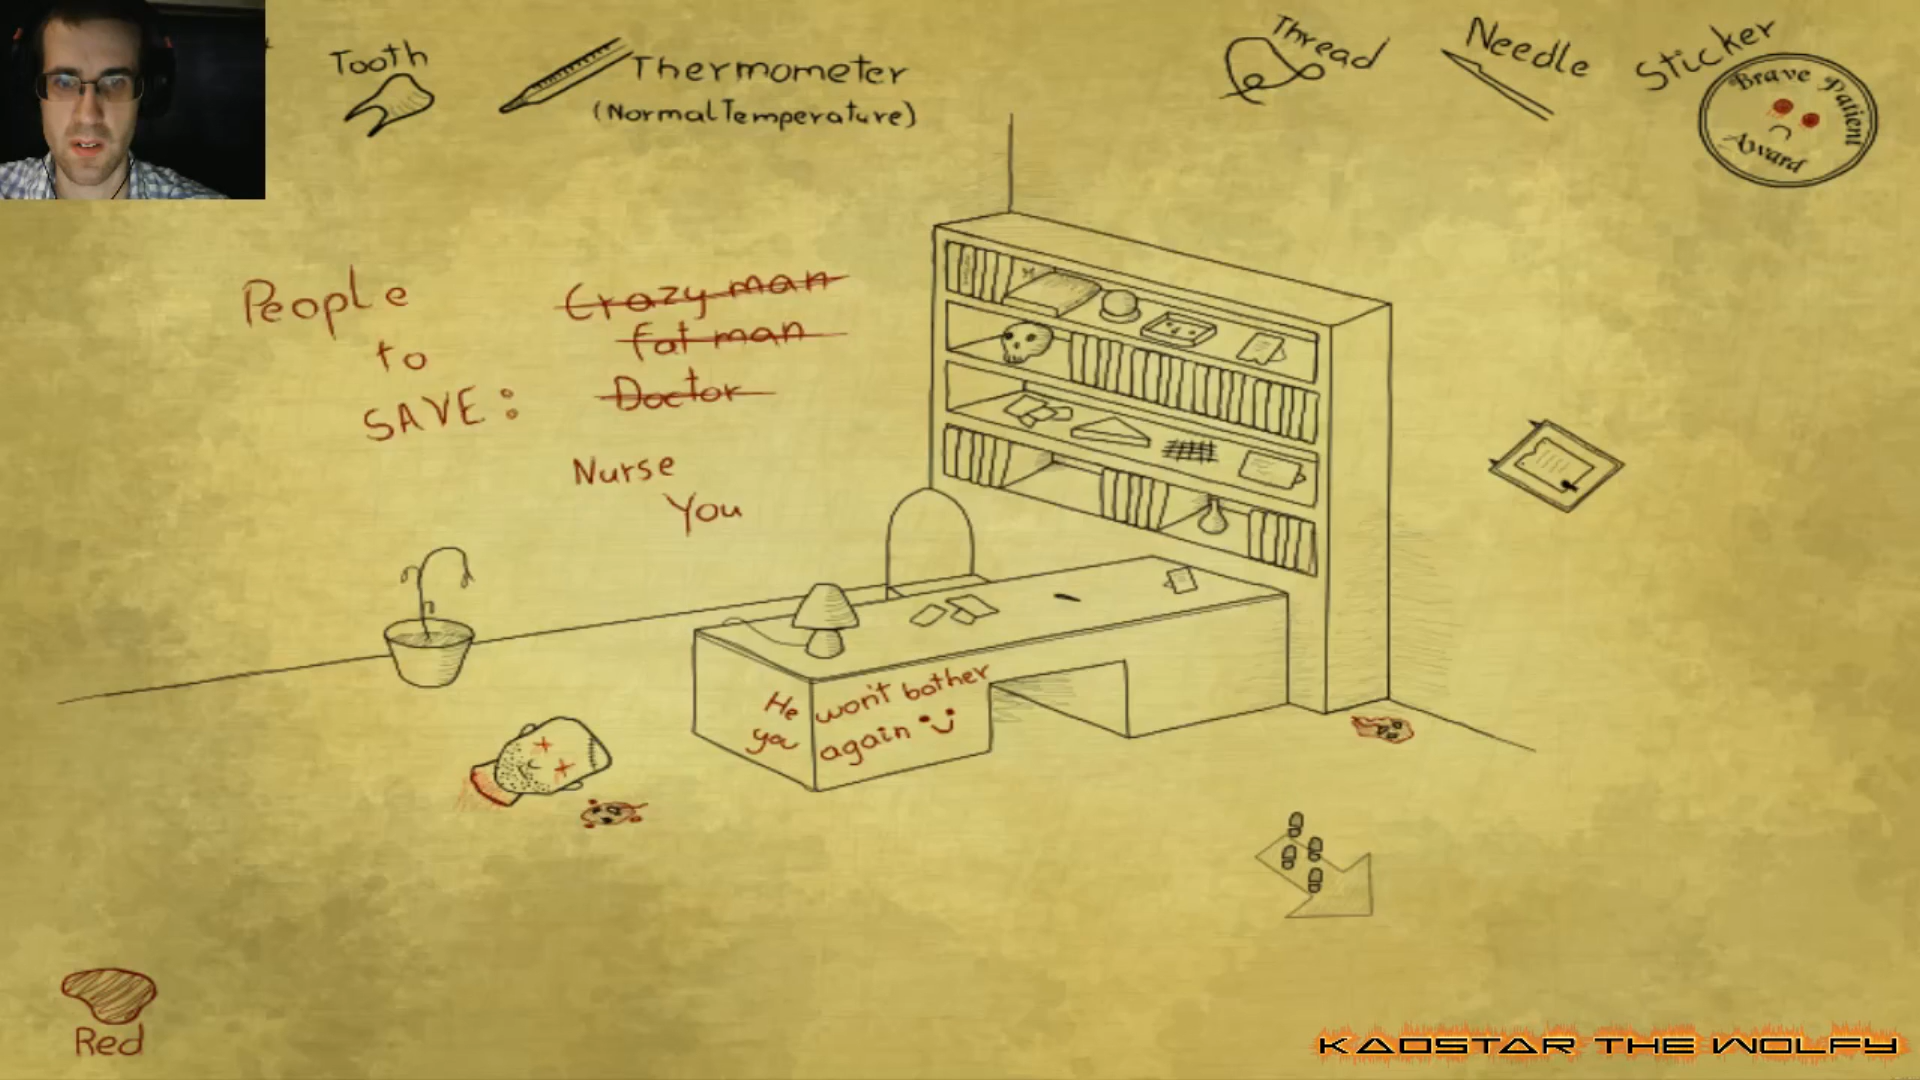 Tooth
Thermometer
(Normal Temperature)
Thread
Needle
Sticker
Brave Patient
Award
People
to
SAVE:
Crazy man
fat man
Doctor
Nurse
You
He won't bother
you again
Red
KAOSTAR THE WOLFY